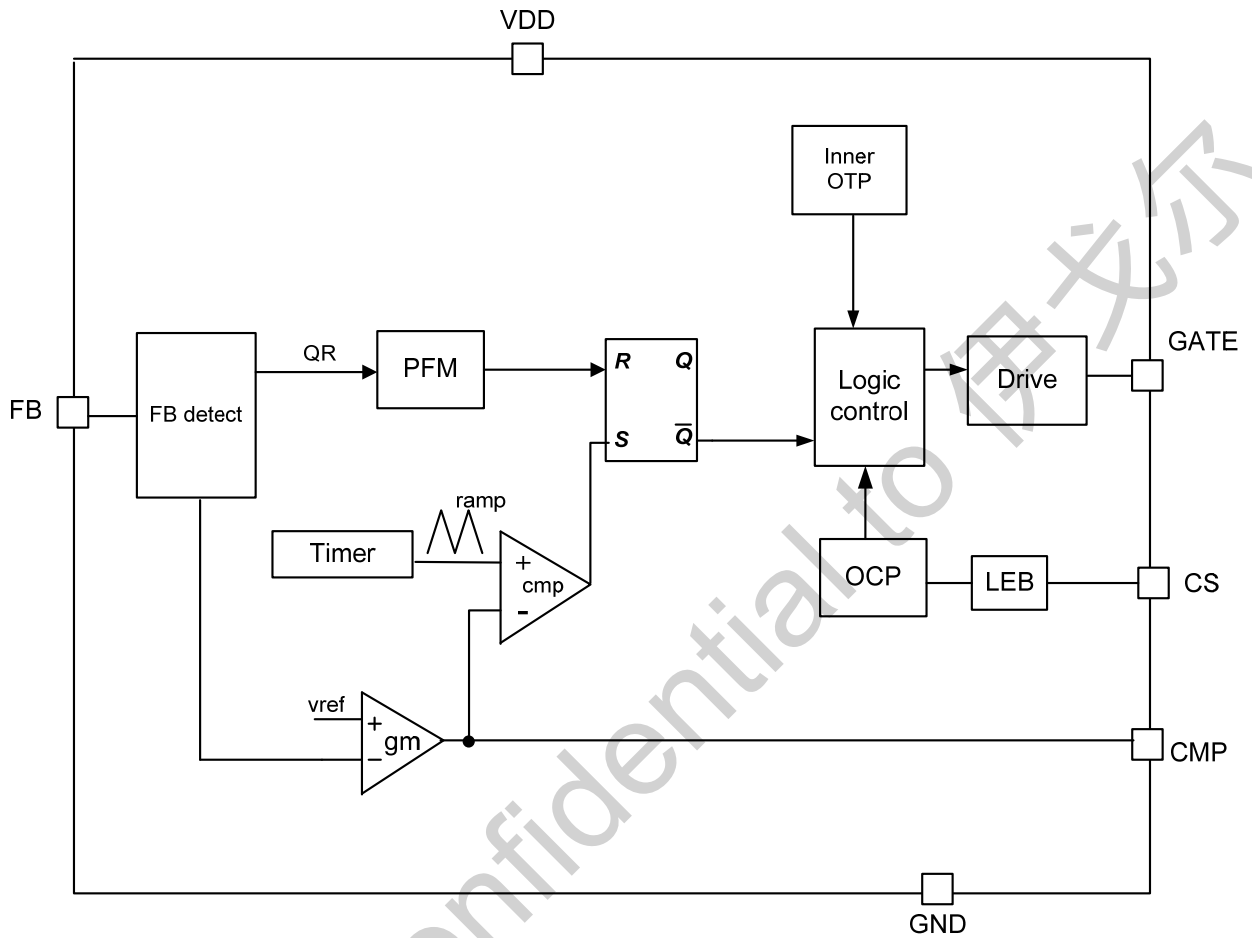 VDD
Inner
OTP
GATE
QR
PFM
R
Q
Logic
control
Drive
FB
FB detect
S
Q̅
ramp
Timer
+
cmp
-
OCP
LEB
CS
vref
+
gm
−
CMP
GND
onfidential to 伊戈尔